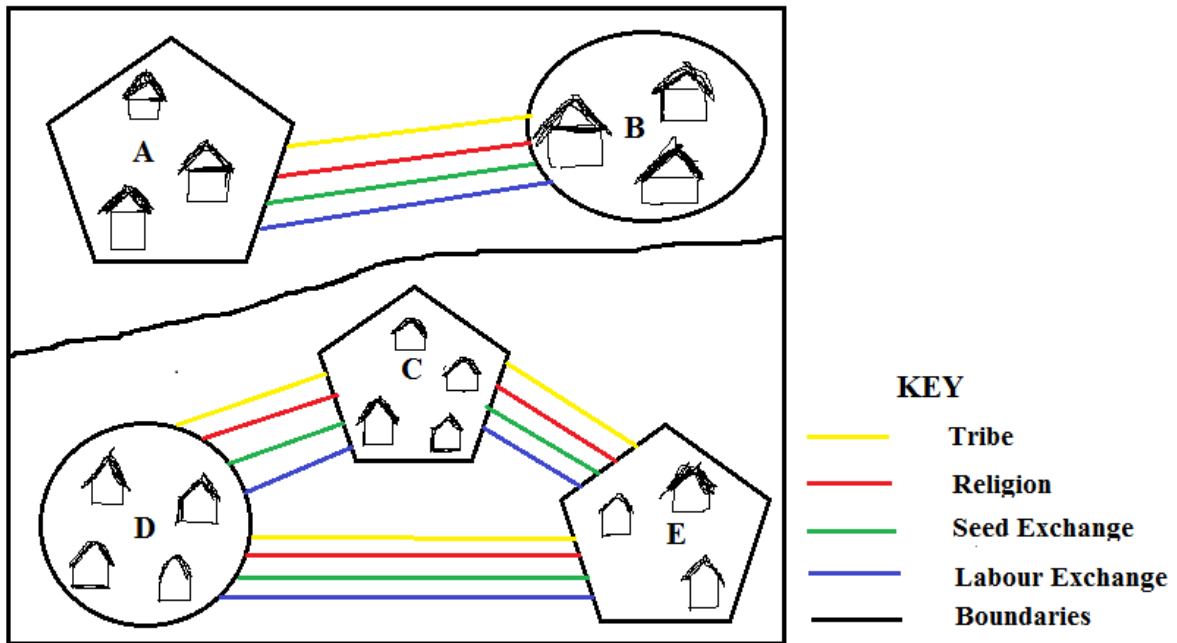 A
B
C
D
E
KEY
Tribe
Religion
Seed Exchange
Labour Exchange
Boundaries